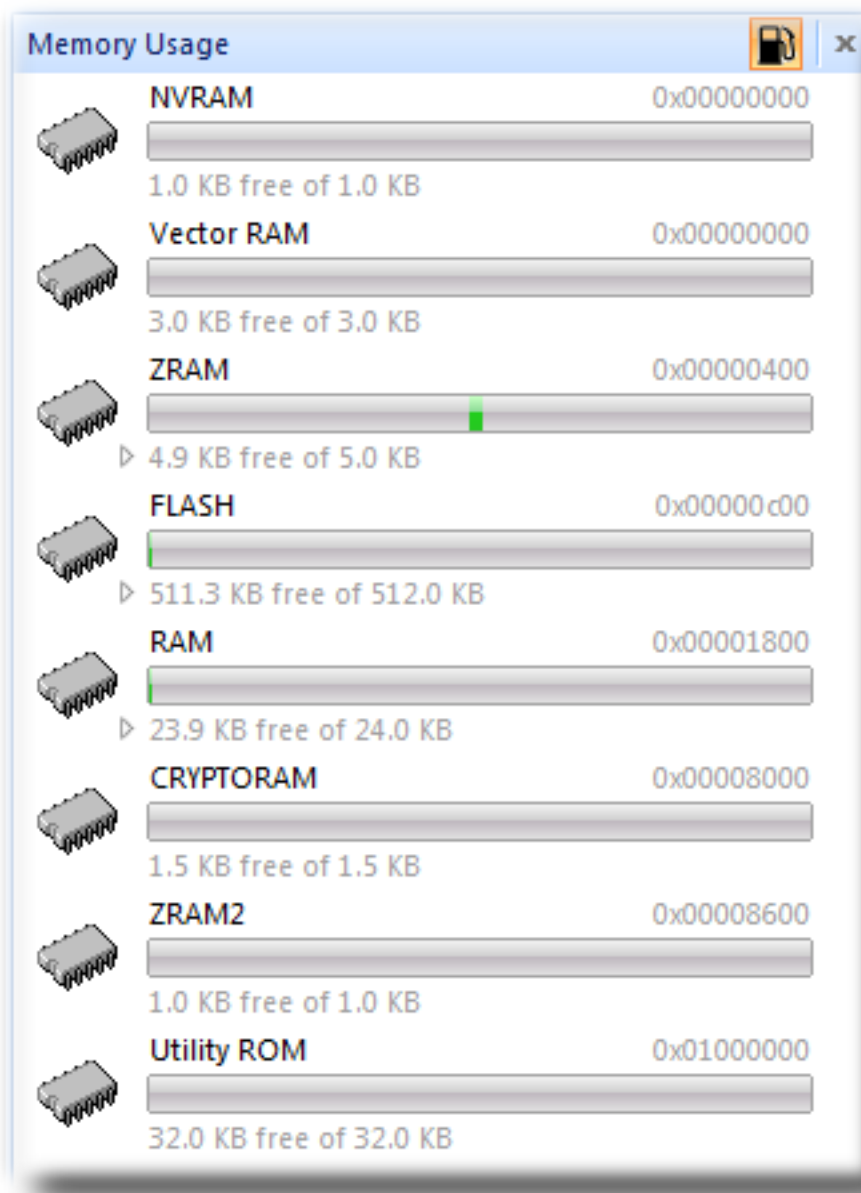 Memory Usage
NVRAM 0x00000000
1.0 KB free of 1.0 KB
Vector RAM 0x00000000
3.0 KB free of 3.0 KB
ZRAM 0x00000400
4.9 KB free of 5.0 KB
FLASH 0x00000c00
511.3 KB free of 512.0 KB
RAM 0x00001800
23.9 KB free of 24.0 KB
CRYPTORAM 0x00008000
1.5 KB free of 1.5 KB
ZRAM2 0x00008600
1.0 KB free of 1.0 KB
Utility ROM 0x01000000
32.0 KB free of 32.0 KB